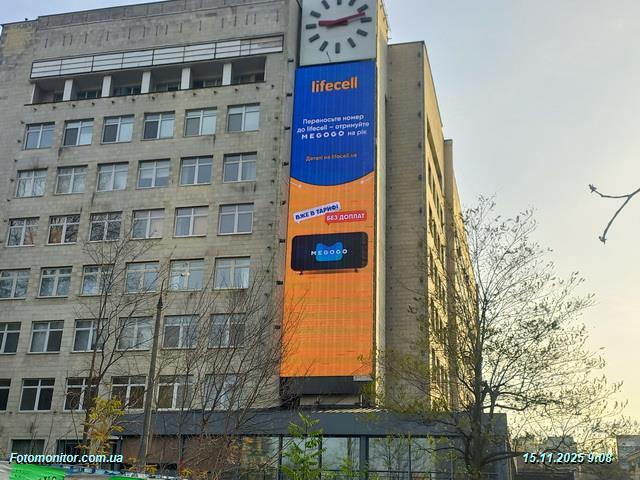 lifecell
Переносьте номер
до lifecell – отримуйте
MEGOGO на рік
Деталі на lifecell.ua
ВЖЕ В ТАРИФІ
БЕЗ ДОПЛАТ
MEGOGO
Fotomonitor.com.ua
15.11.2025 9:08